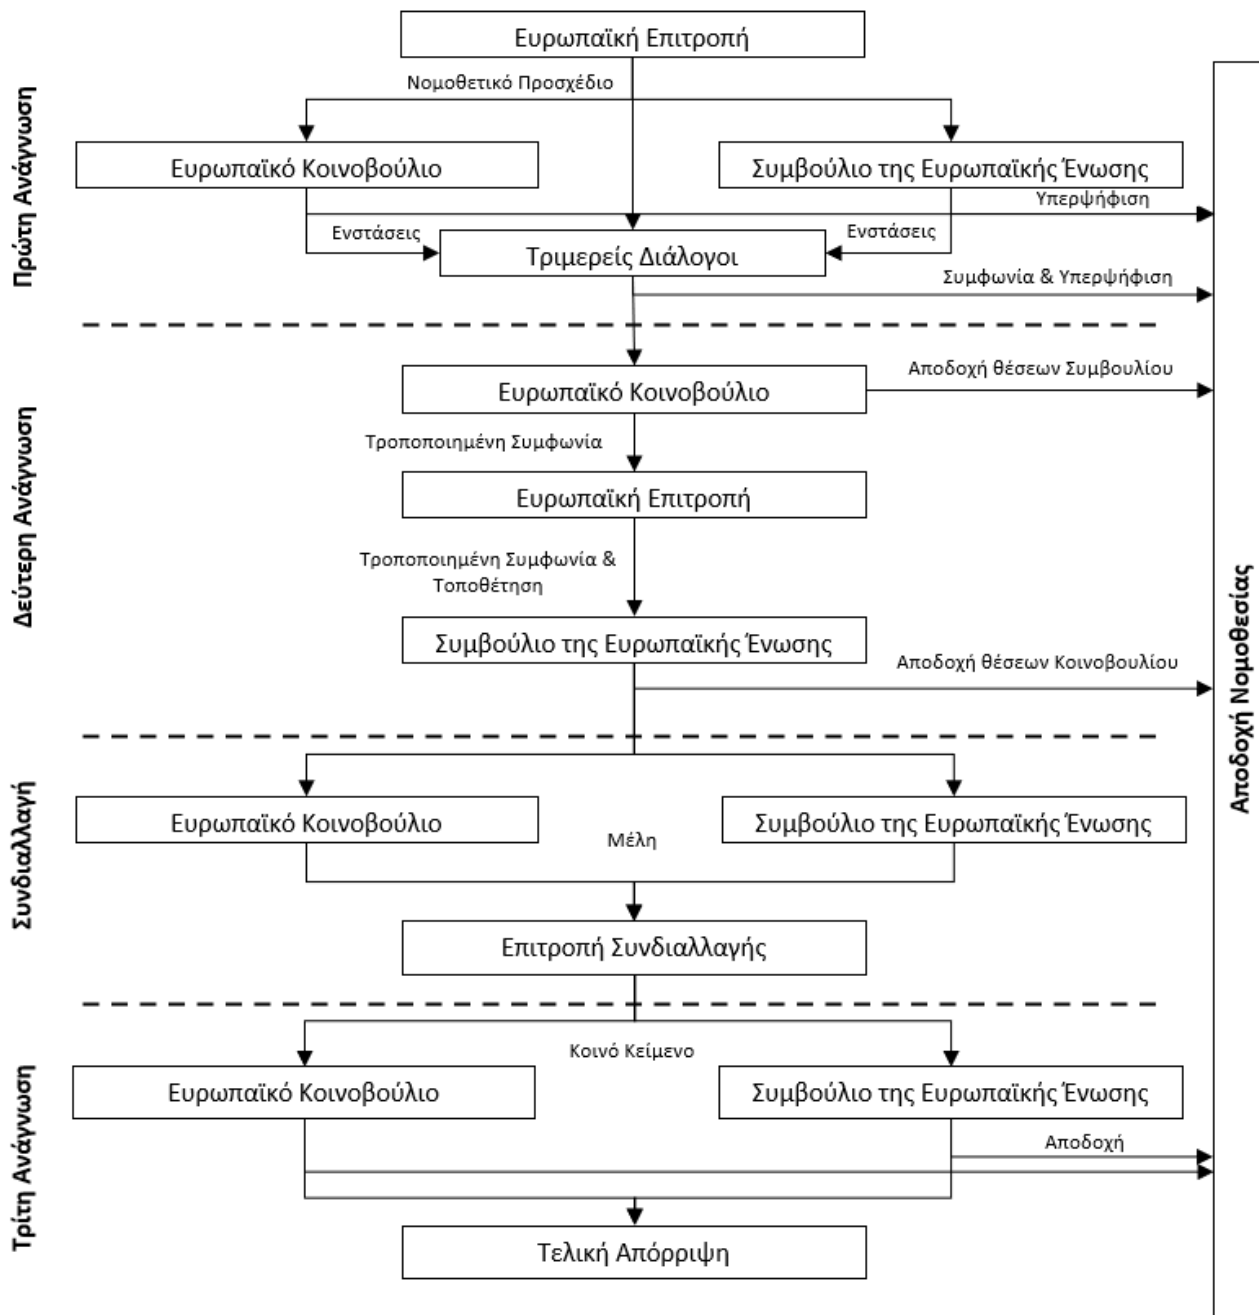 Ευρωπαϊκή Επιτροπή
Νομοθετικό Προσχέδιο
Πρώτη Ανάγνωση
Ευρωπαϊκό Κοινοβούλιο
Συμβούλιο της Ευρωπαϊκής Ένωσης
Υπερψήφιση
Ενστάσεις
Ενστάσεις
Τριμερείς Διάλογοι
Συμφωνία & Υπερψήφιση
Δεύτερη Ανάγνωση
Ευρωπαϊκό Κοινοβούλιο
Αποδοχή θέσεων Συμβουλίου
Τροποποιημένη Συμφωνία
Ευρωπαϊκή Επιτροπή
Τροποποιημένη Συμφωνία &
Τοποθέτηση
Συμβούλιο της Ευρωπαϊκής Ένωσης
Αποδοχή θέσεων Κοινοβουλίου
Αποδοχή Νομοθεσίας
Συνδιαλλαγή
Ευρωπαϊκό Κοινοβούλιο
Συμβούλιο της Ευρωπαϊκής Ένωσης
Μέλη
Επιτροπή Συνδιαλλαγής
Τρίτη Ανάγνωση
Κοινό Κείμενο
Ευρωπαϊκό Κοινοβούλιο
Συμβούλιο της Ευρωπαϊκής Ένωσης
Αποδοχή
Τελική Απόρριψη